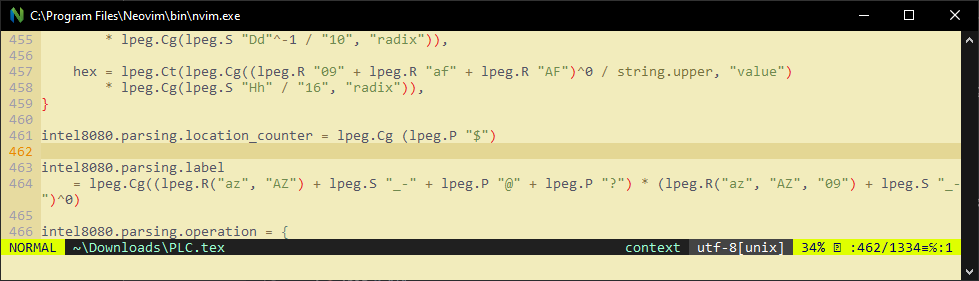 C:\Program Files\Neovim\bin\nvim.exe
455 * lpeg.Cg(lpeg.S "Dd"^-1 / "10", "radix")),
456
457 hex = lpeg.Ct(lpeg.Cg((lpeg.R "09" + lpeg.R "af" + lpeg.R "AF")^0 / string.upper, "value")
458 * lpeg.Cg(lpeg.S "Hh" / "16", "radix")),
459 }
460
461 intel8080.parsing.location_counter = lpeg.Cg (lpeg.P "$")
462
463 intel8080.parsing.label
464 = lpeg.Cg((lpeg.R("az", "AZ") + lpeg.S "_-" + lpeg.P "@" + lpeg.P "?") * (lpeg.R("az", "AZ", "09") + lpeg.S "_-
")^0)
465
466 intel8080.parsing.operation = {
NORMAL ~\Downloads\PLC.tex context utf-8[unix] 34% :462/1334≡%:1